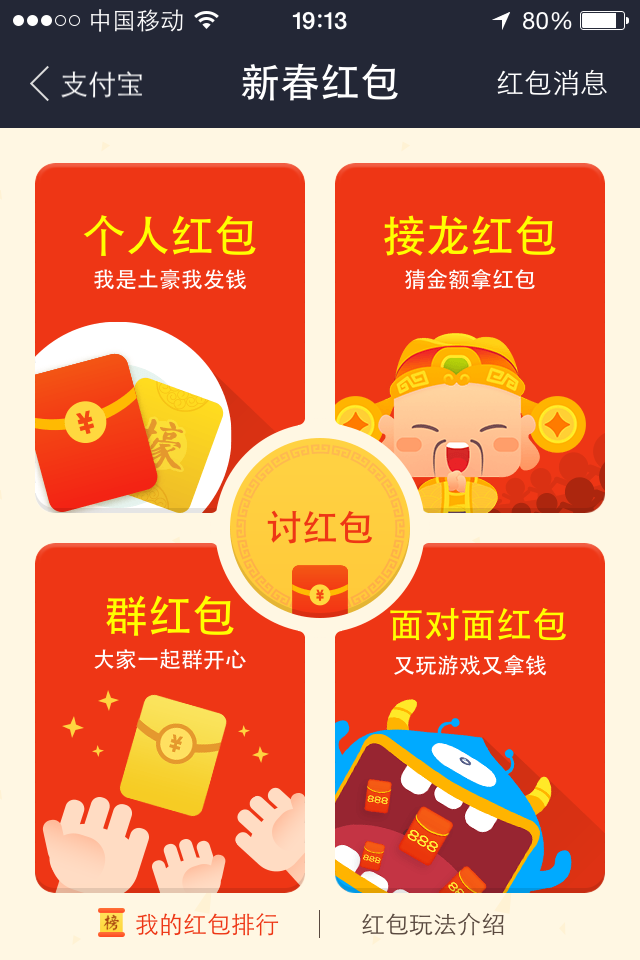 中国移动 19:13 80%
支付宝 新春红包 红包消息
个人红包
我是土豪我发钱
¥
壕
接龙红包
猜金额拿红包
讨红包
¥
群红包
大家一起群开心
¥
面对面红包
又玩游戏又拿钱
888
888
888
888
榜 我的红包排行 红包玩法介绍